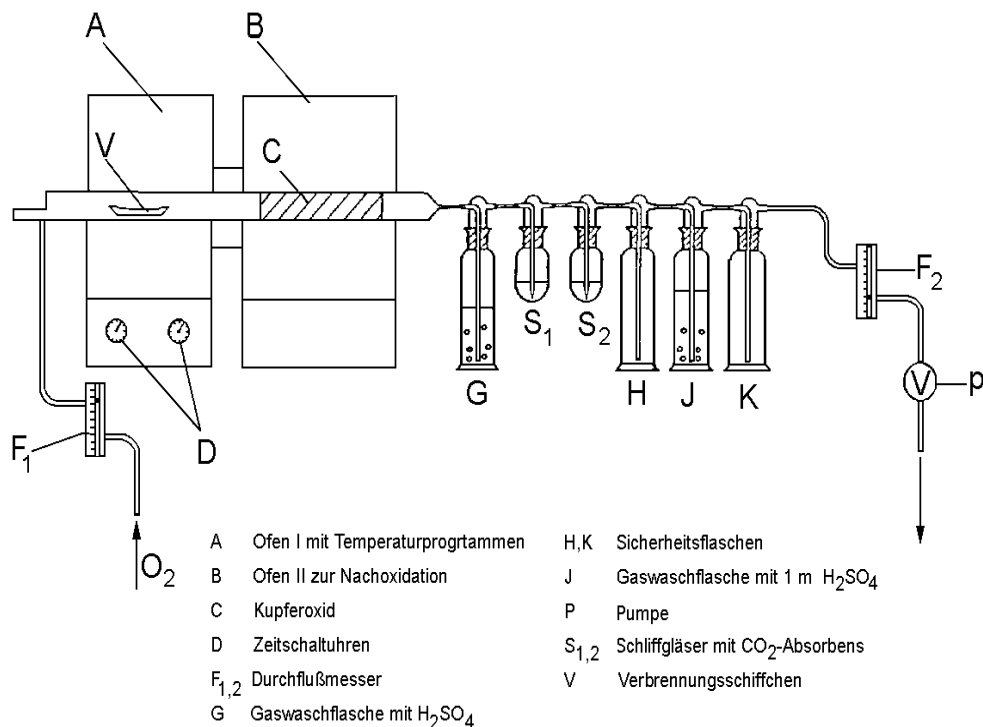 A
B
V
C
F2
S1
S2
G
H
J
K
V
p
F1
D
O2
A Ofen I mit Temperaturprogrtammen
B Ofen II zur Nachoxidation
C Kupferoxid
D Zeitschaltuhren
F1,2 Durchflußmesser
G Gaswaschflasche mit H2SO4
H,K Sicherheitsflaschen
J Gaswaschflasche mit 1 m H2SO4
P Pumpe
S1,2 Schliffgläser mit CO2-Absorbens
V Verbrennungsschiffchen